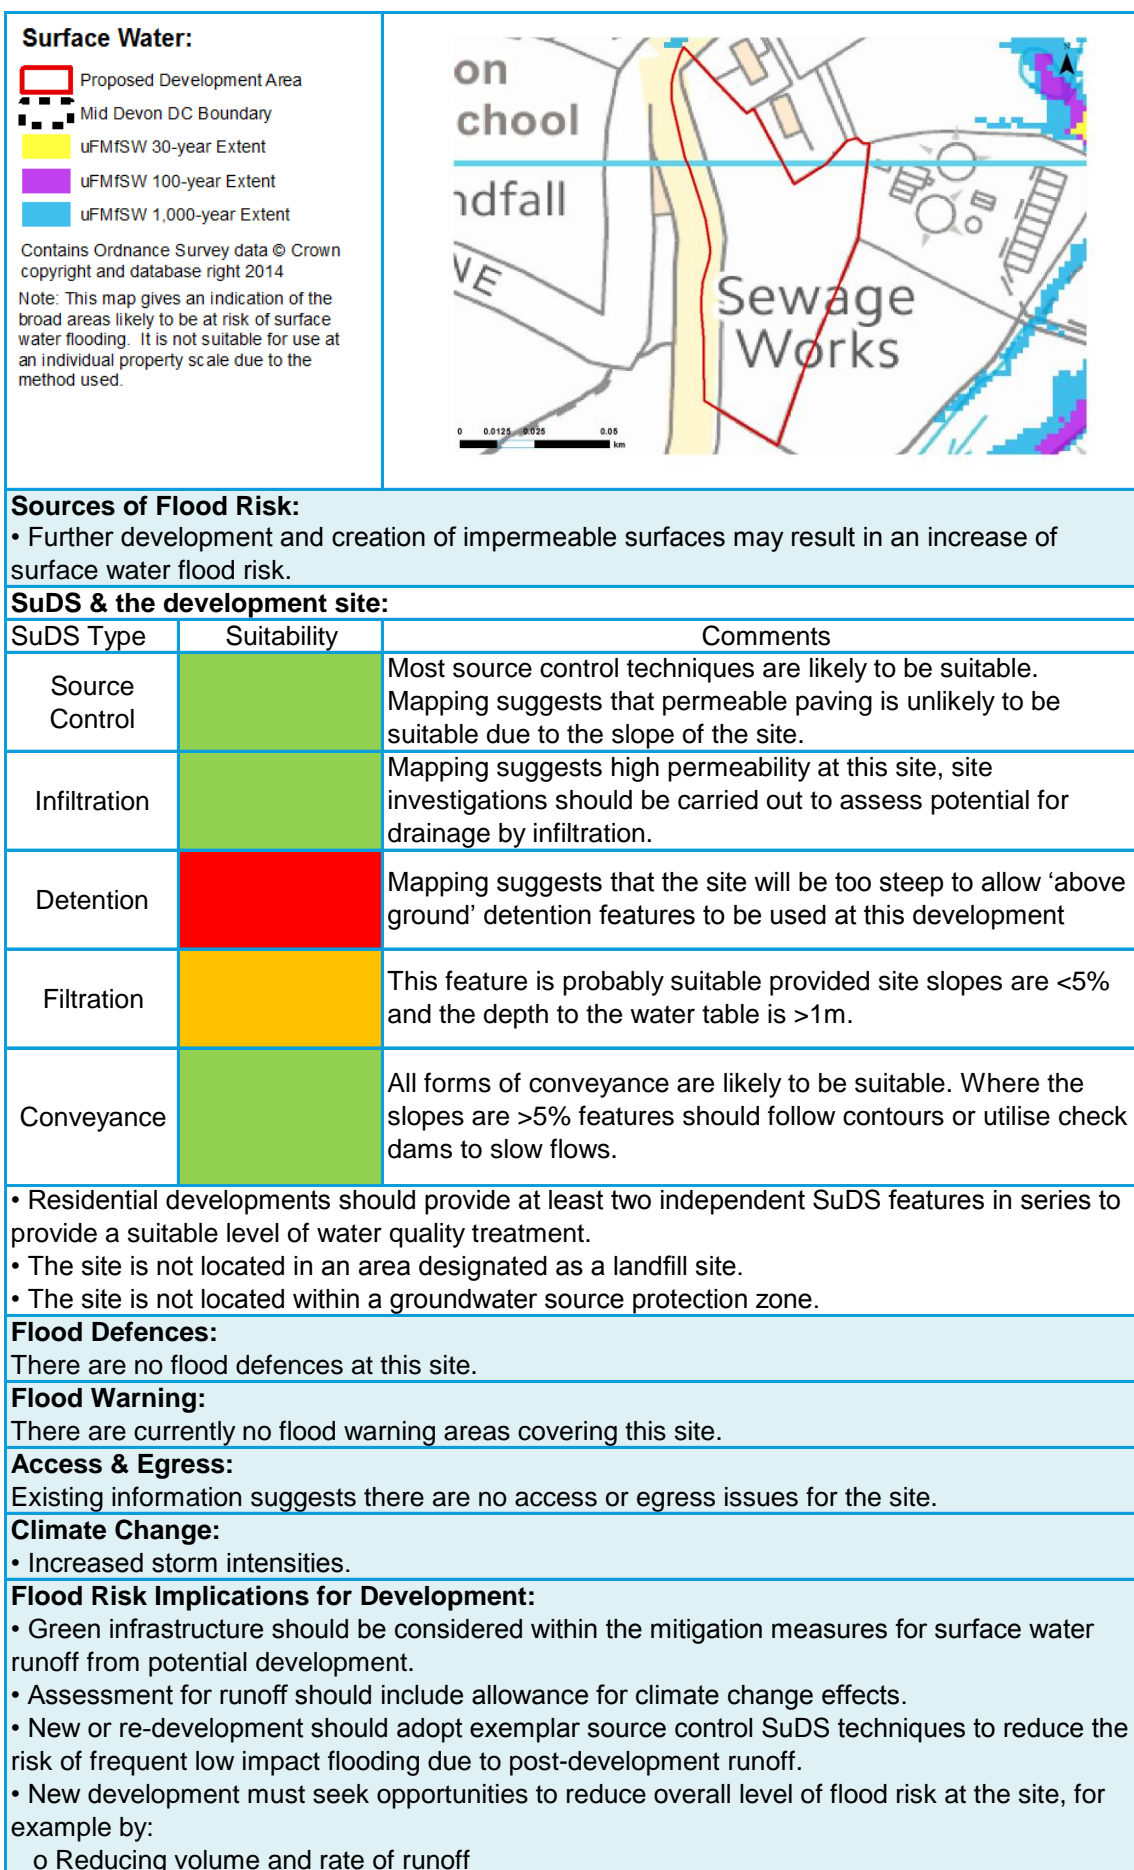 Surface Water:
Proposed Development Area
Mid Devon DC Boundary
uFMfSW 30-year Extent
uFMfSW 100-year Extent
uFMfSW 1,000-year Extent
Contains Ordnance Survey data © Crown
copyright and database right 2014
Note: This map gives an indication of the
broad areas likely to be at risk of surface
water flooding.  It is not suitable for use at
an individual property scale due to the
method used.
on
chool
ndfall
NE
Sewage
Works
N
0 0.0125 0.025 0.05
km
Sources of Flood Risk:
• Further development and creation of impermeable surfaces may result in an increase of
surface water flood risk.
SuDS & the development site:
SuDS Type Suitability Comments
Source
Control
Most source control techniques are likely to be suitable.
Mapping suggests that permeable paving is unlikely to be
suitable due to the slope of the site.
Infiltration
Mapping suggests high permeability at this site, site
investigations should be carried out to assess potential for
drainage by infiltration.
Detention
Mapping suggests that the site will be too steep to allow ‘above
ground’ detention features to be used at this development
Filtration
This feature is probably suitable provided site slopes are <5%
and the depth to the water table is >1m.
Conveyance
All forms of conveyance are likely to be suitable. Where the
slopes are >5% features should follow contours or utilise check
dams to slow flows.
• Residential developments should provide at least two independent SuDS features in series to
provide a suitable level of water quality treatment.
• The site is not located in an area designated as a landfill site.
• The site is not located within a groundwater source protection zone.
Flood Defences:
There are no flood defences at this site.
Flood Warning:
There are currently no flood warning areas covering this site.
Access & Egress:
Existing information suggests there are no access or egress issues for the site.
Climate Change:
• Increased storm intensities.
Flood Risk Implications for Development:
• Green infrastructure should be considered within the mitigation measures for surface water
runoff from potential development.
• Assessment for runoff should include allowance for climate change effects.
• New or re-development should adopt exemplar source control SuDS techniques to reduce the
risk of frequent low impact flooding due to post-development runoff.
• New development must seek opportunities to reduce overall level of flood risk at the site, for
example by:
o Reducing volume and rate of runoff